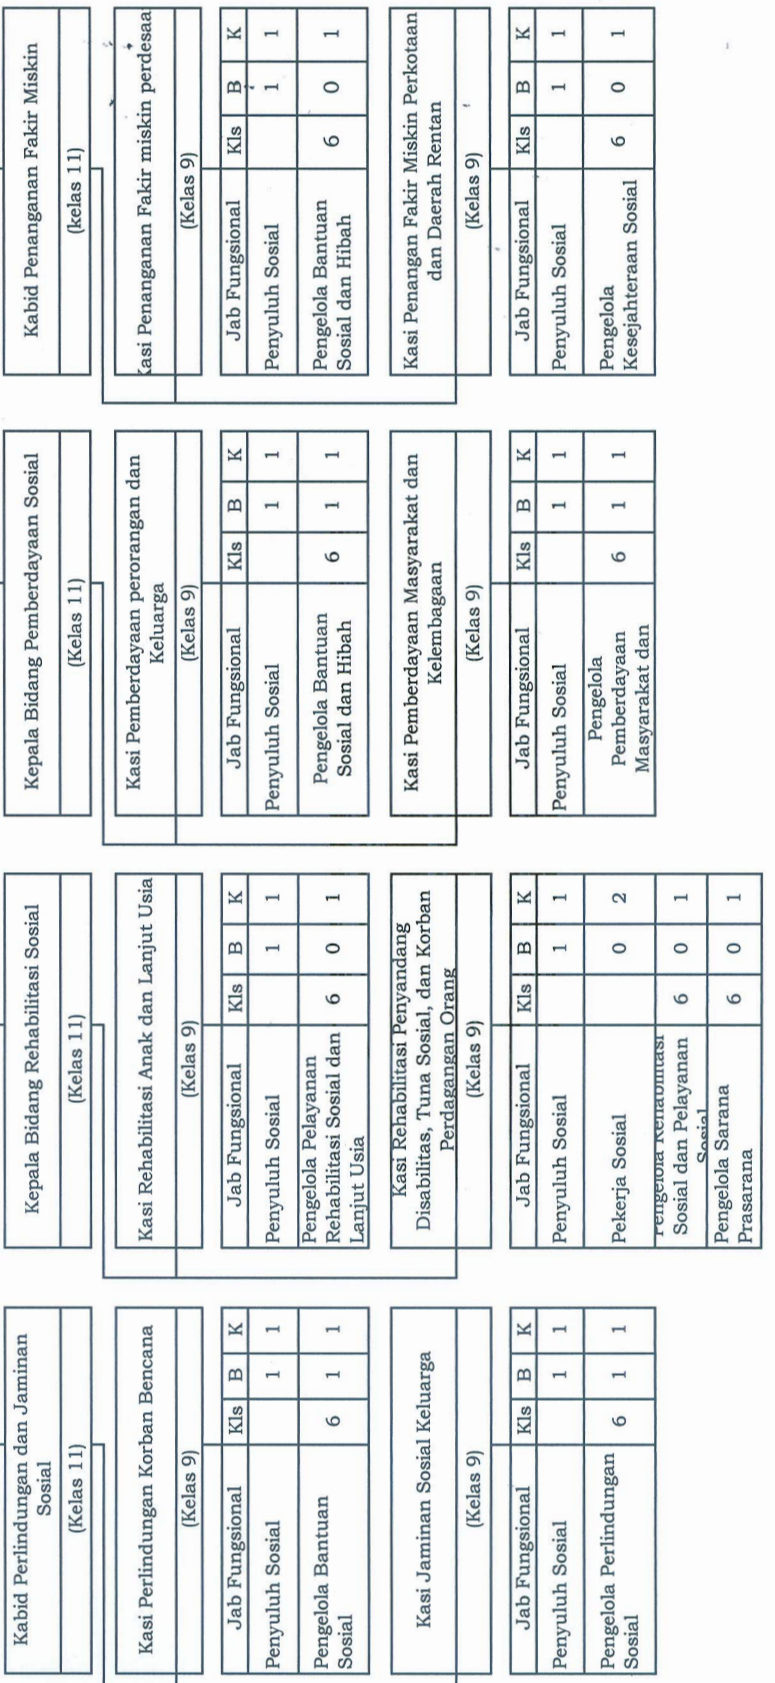 Kabid Perlindungan dan Jaminan
Sosial
(Kelas 11)
Kasi Perlindungan Korban Bencana
(Kelas 9)
Jab Fungsional Kls B K
Penyuluh Sosial 1 1
Pengelola Bantuan
Sosial 6 1 1
Kasi Jaminan Sosial Keluarga
(Kelas 9)
Jab Fungsional Kls B K
Penyuluh Sosial 1 1
Pengelola Perlindungan
Sosial 6 1 1
Kepala Bidang Rehabilitasi Sosial
(Kelas 11)
Kasi Rehabilitasi Anak dan Lanjut Usia
(Kelas 9)
Jab Fungsional Kls B K
Penyuluh Sosial 1 1
Pengelola Pelayanan
Rehabilitasi Sosial dan 6 0 1
Lanjut Usia
Kasi Rehabilitasi Penyandang
Disabilitas, Tuna Sosial, dan Korban
Perdagangan Orang
(Kelas 9)
Jab Fungsional Kls B K
Penyuluh Sosial 1 1
Pekerja Sosial 0 2
Pengelola Rehabilitasi
Sosial dan Pelayanan 6 0 1
Sosial
Pengelola Sarana
Prasarana 6 0 1
Kepala Bidang Pemberdayaan Sosial
(Kelas 11)
Kasi Pemberdayaan perorangan dan
Keluarga
(Kelas 9)
Jab Fungsional Kls B K
Penyuluh Sosial 1 1
Pengelola Bantuan
Sosial dan Hibah 6 1 1
Kasi Pemberdayaan Masyarakat dan
Kelembagaan
(Kelas 9)
Jab Fungsional Kls B K
Penyuluh Sosial 1 1
Pengelola
Pemberdayaan 6 1 1
Masyarakat dan
Kabid Penanganan Fakir Miskin
(kelas 11)
Kasi Penanganan Fakir miskin perdesaa
(Kelas 9)
Jab Fungsional Kls B K
Penyuluh Sosial 1 1
Pengelola Bantuan
Sosial dan Hibah 6 0 1
Kasi Penangan Fakir Miskin Perkotaan
dan Daerah Rentan
(Kelas 9)
Jab Fungsional Kls B K
Penyuluh Sosial 1 1
Pengelola
Kesejahteraan Sosial 6 0 1